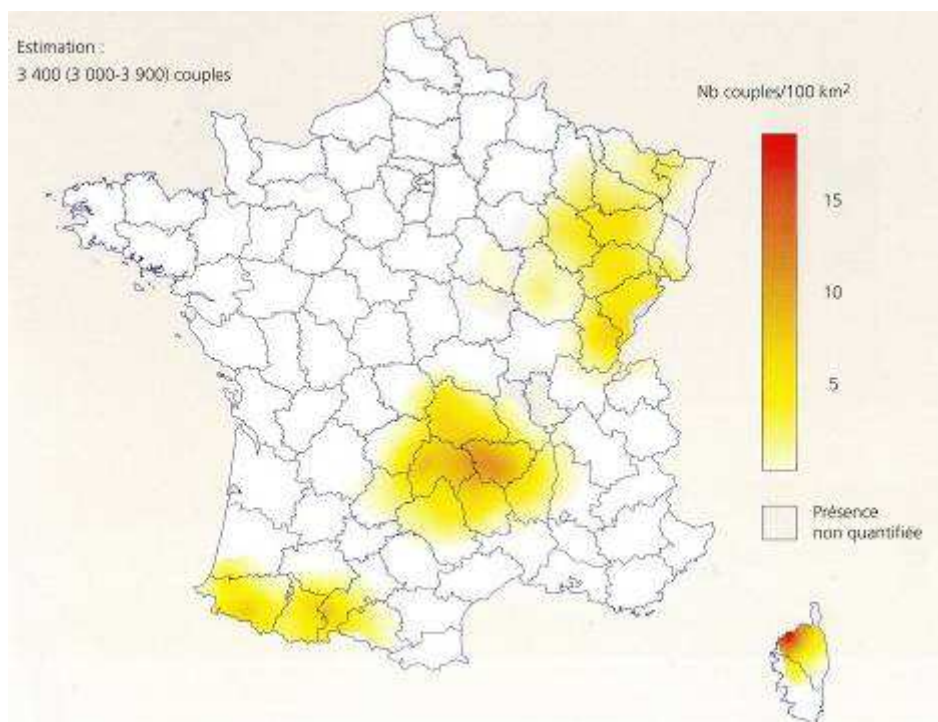 Estimation :
3 400 (3 000-3 900) couples
Nb couples/100 km²
15
10
5
Présence
non quantifiée